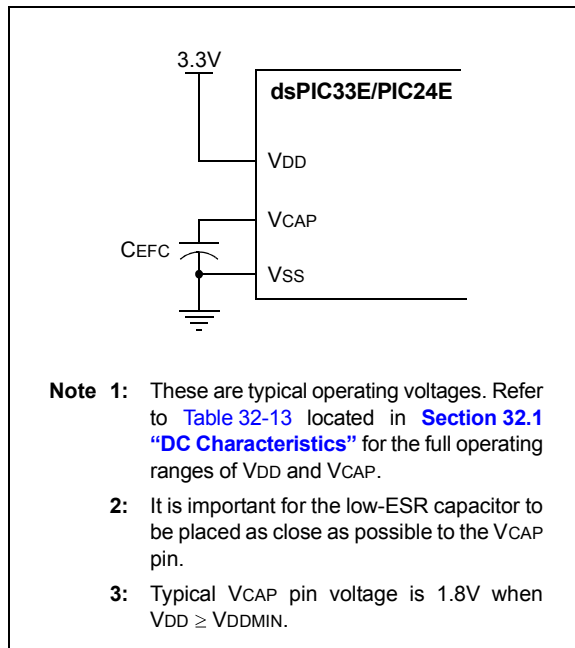 3.3V
dsPIC33E/PIC24E
VDD
VCAP
CEFC
VSS
Note 1: These are typical operating voltages. Refer
to Table 32-13 located in Section 32.1
“DC Characteristics” for the full operating
ranges of VDD and VCAP.
2: It is important for the low-ESR capacitor to
be placed as close as possible to the VCAP
pin.
3: Typical VCAP pin voltage is 1.8V when
VDD ≥ VDDMIN.